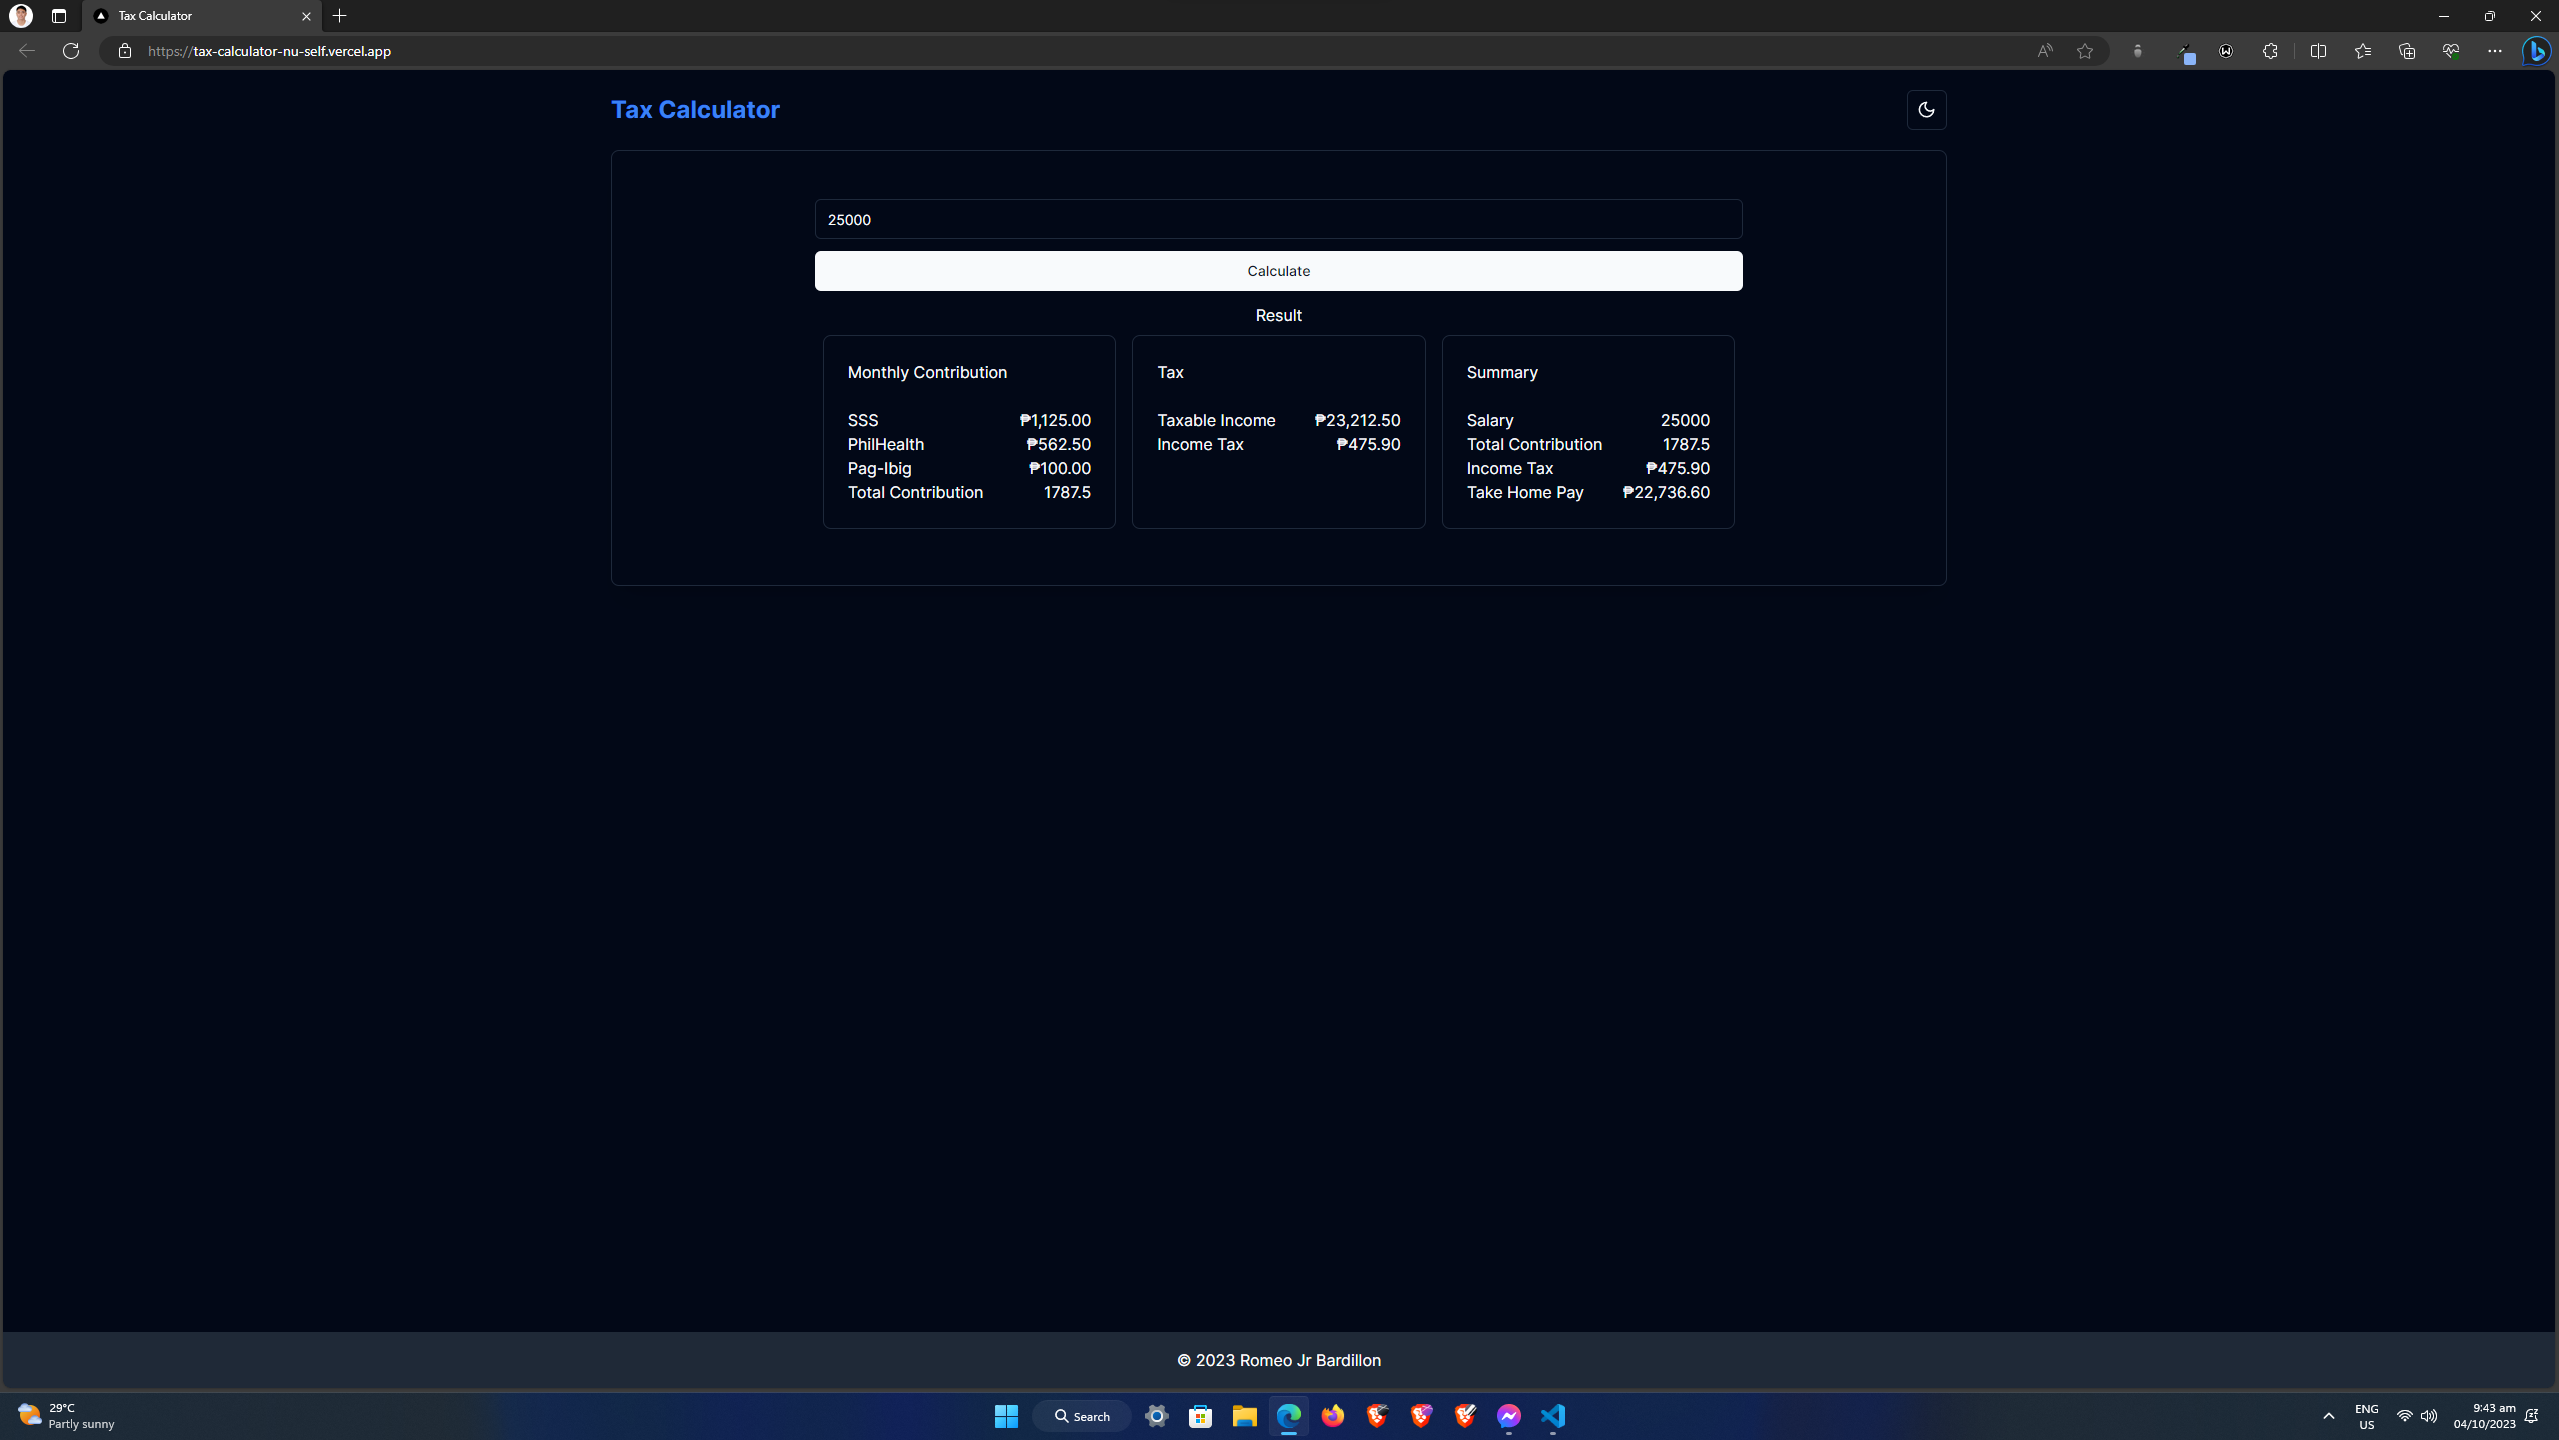 Tax Calculator
https://tax-calculator-nu-self.vercel.app
Tax Calculator
25000
Calculate
Result
Monthly Contribution
SSS ₱1,125.00
PhilHealth ₱562.50
Pag-Ibig ₱100.00
Total Contribution 1787.5
Tax
Taxable Income ₱23,212.50
Income Tax ₱475.90
Summary
Salary 25000
Total Contribution 1787.5
Income Tax ₱475.90
Take Home Pay ₱22,736.60
© 2023 Romeo Jr Bardillon
29°C
Partly sunny
Search
ENG
US
9:43 am
04/10/2023